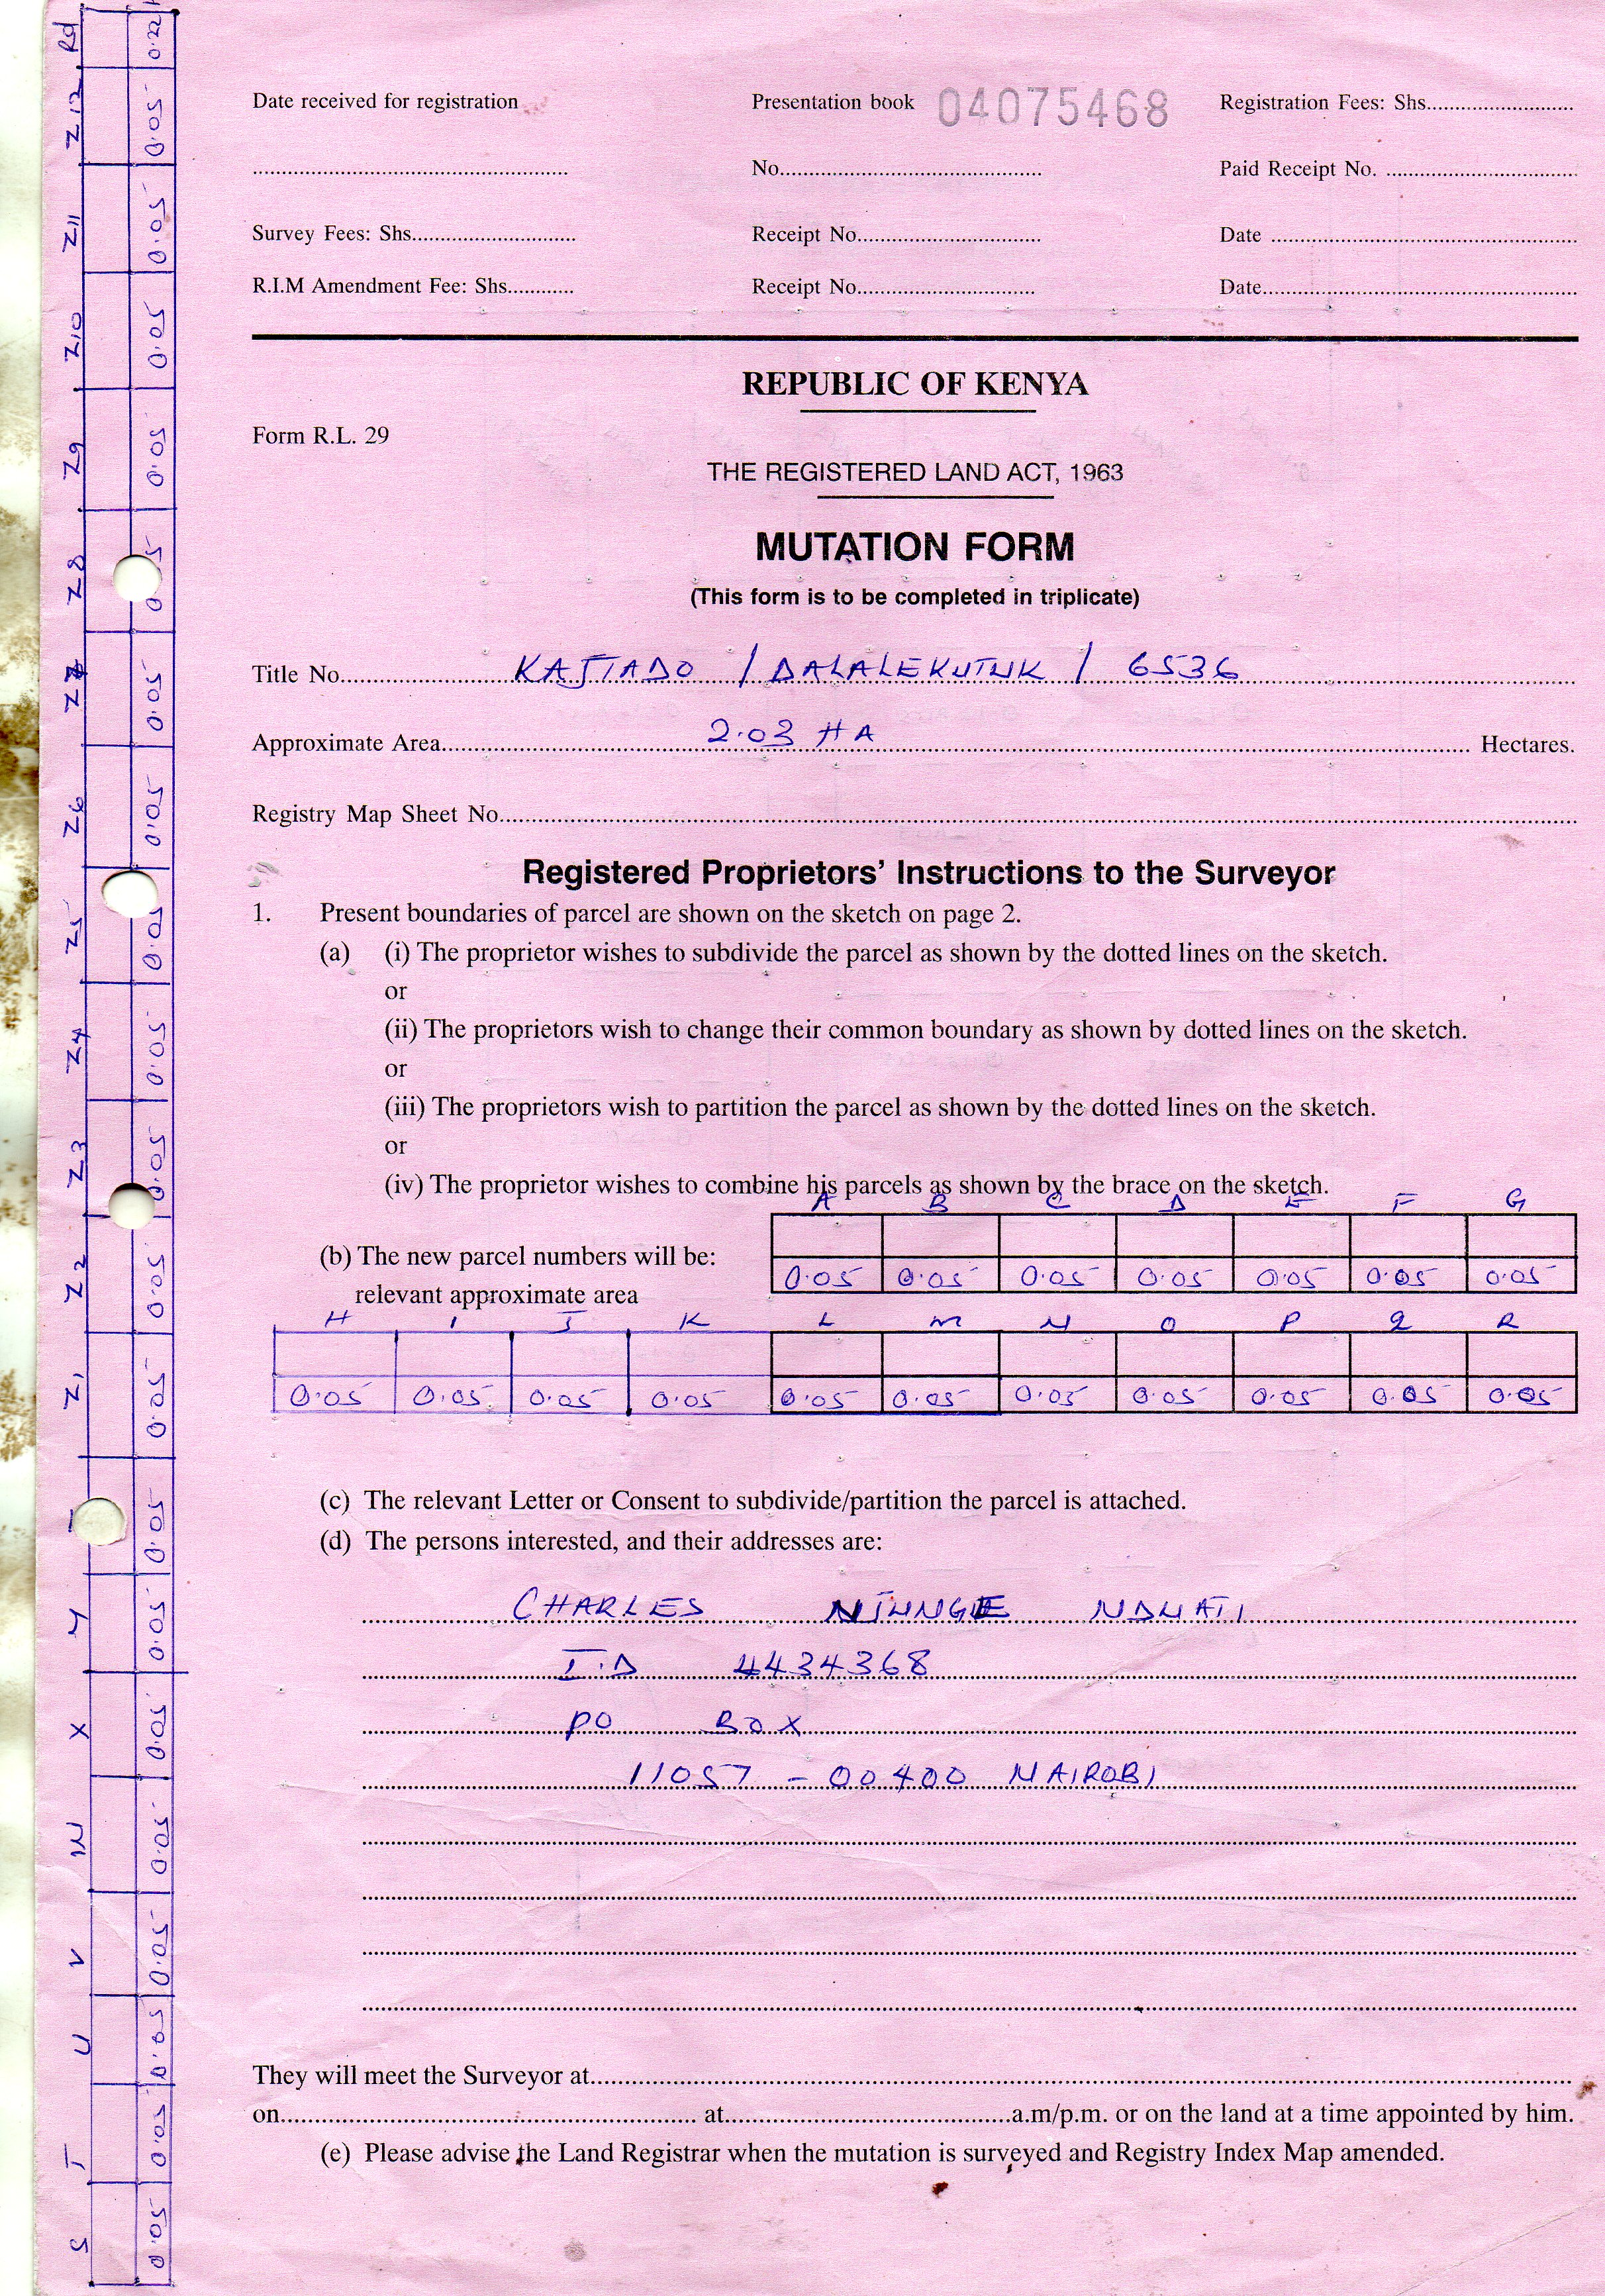 Date received for registration Presentation book 04075468 Registration Fees: Shs
No. Paid Receipt No.
Survey Fees: Shs Receipt No. Date
R.I.M Amendment Fee: Shs Receipt No. Date
REPUBLIC OF KENYA
Form R.L. 29
THE REGISTERED LAND ACT, 1963
MUTATION FORM
(This form is to be completed in triplicate)
Title No. KAJIADO / DALALEKUTUK / 6536
Approximate Area 2.03 HA Hectares.
Registry Map Sheet No.
Registered Proprietors' Instructions to the Surveyor
1. Present boundaries of parcel are shown on the sketch on page 2.
(a) (i) The proprietor wishes to subdivide the parcel as shown by the dotted lines on the sketch.
or
(ii) The proprietors wish to change their common boundary as shown by dotted lines on the sketch.
or
(iii) The proprietors wish to partition the parcel as shown by the dotted lines on the sketch.
or
(iv) The proprietor wishes to combine his parcels as shown by the brace on the sketch.
A B C D E F G
(b) The new parcel numbers will be:
0.05 0.05 0.05 0.05 0.05 0.05 0.05
relevant approximate area
H I J K L M N O P Q R
0.05 0.05 0.05 0.05 0.05 0.05 0.05 0.05 0.05 0.05 0.05
(c) The relevant Letter or Consent to subdivide/partition the parcel is attached.
(d) The persons interested, and their addresses are:
CHARLES NJUNGE NDUATI
I.D 4434368
PO BOX
11057 - 00400 NAIROBI
They will meet the Surveyor at
on at a.m/p.m. or on the land at a time appointed by him.
(e) Please advise the Land Registrar when the mutation is surveyed and Registry Index Map amended.
S T U V W X Y Z1 Z2 Z3 Z4 Z5 Z6 Z7 Z8 Z9 Z10 Z11 Z12 Rd
0.05 0.05 0.05 0.05 0.05 0.05 0.05 0.05 0.05 0.05 0.05 0.05 0.05 0.05 0.05 0.05 0.05 0.05 0.05 0.22